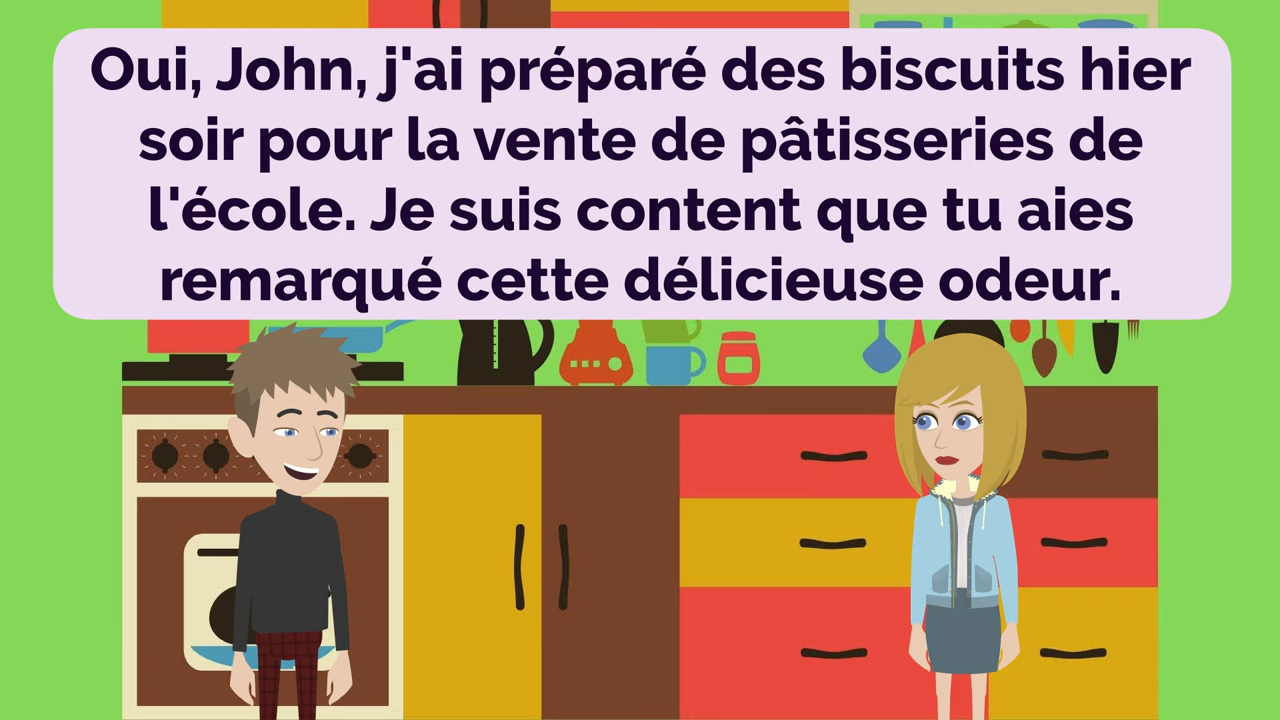 Oui, John, j'ai préparé des biscuits hier
soir pour la vente de pâtisseries de
l'école. Je suis content que tu aies
remarqué cette délicieuse odeur.